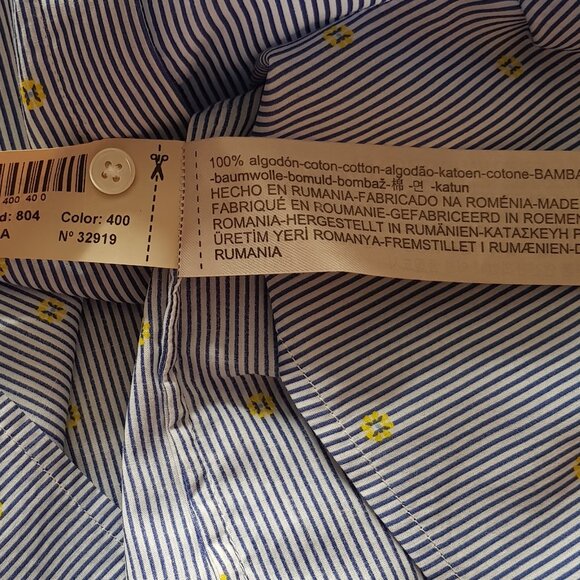 400 40 0
d: 804
Color: 400
A
Nº 32919
100% algodón-coton-cotton-algodão-katoen-cotone-BAMBA
-baumwolle-bomuld-bombaž-棉 -면 -katun
HECHO EN RUMANIA-FABRICADO NA ROMÉNIA-MADE
FABRIQUÉ EN ROUMANIE-GEFABRICEERD IN ROEME
ROMANIA-HERGESTELLT IN RUMÄNIEN-ΚΑΤΑΣΚΕΥΗ Ρ
ÜRETİM YERİ ROMANYA-FREMSTILLET I RUMÆNIEN-D
RUMANIA